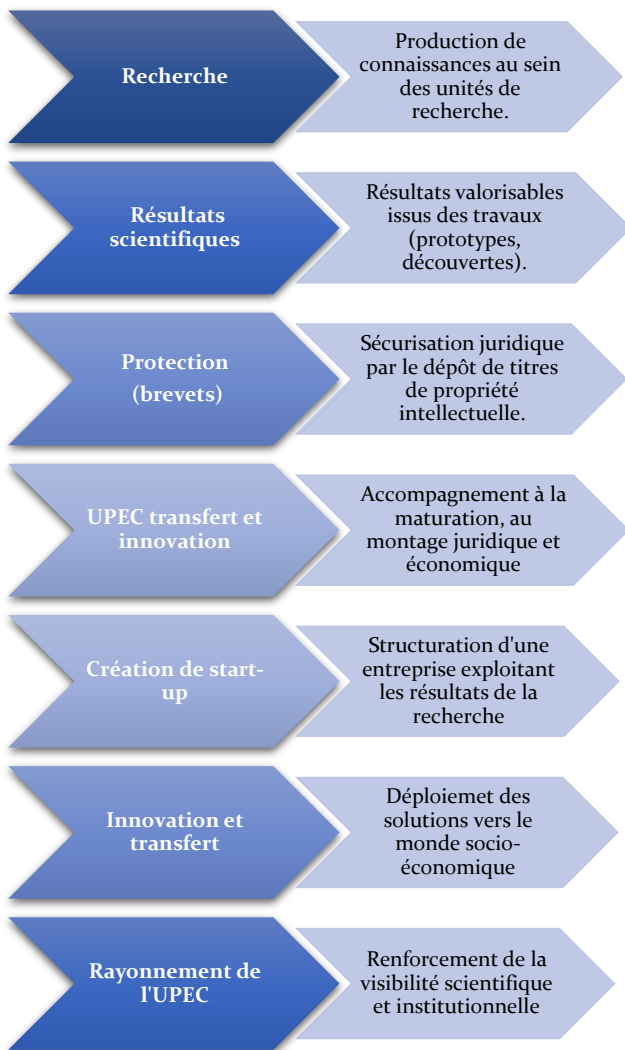 Recherche
Production de
connaissances au sein
des unités de
recherche.
Résultats
scientifiques
Résultats valorisables
issus des travaux
(prototypes,
découvertes).
Protection
(brevets)
Sécurisation juridique
par le dépôt de titres
de propriété
intellectuelle.
UPEC transfert et
innovation
Accompagnement à la
maturation, au
montage juridique et
économique
Création de start-
up
Structuration d'une
entreprise exploitant
les résultats de la
recherche
Innovation et
transfert
Déploiemet des
solutions vers le
monde socio-
économique
Rayonnement de
l'UPEC
Renforcement de la
visibilité scientifique
et institutionnelle